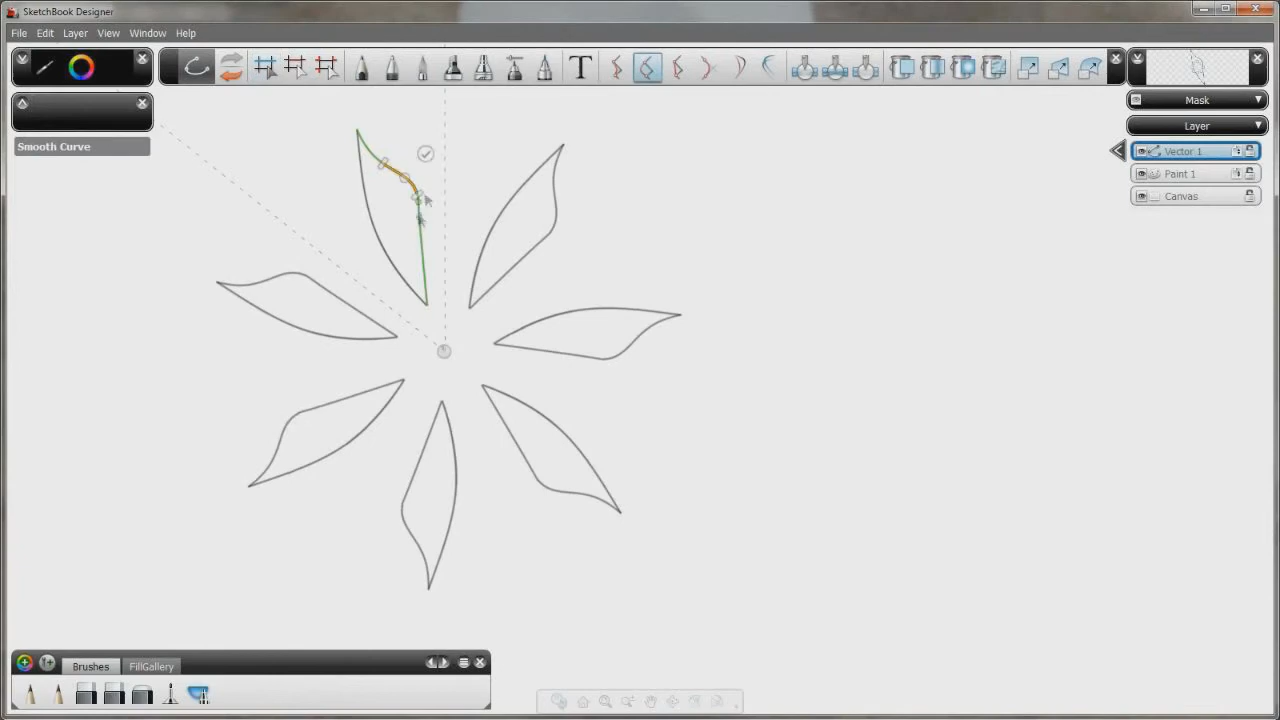 SketchBook Designer
File Edit Layer View Window Help
T
Mask
Layer
Smooth Curve
Vector 1
Paint 1
Canvas
Brushes FillGallery